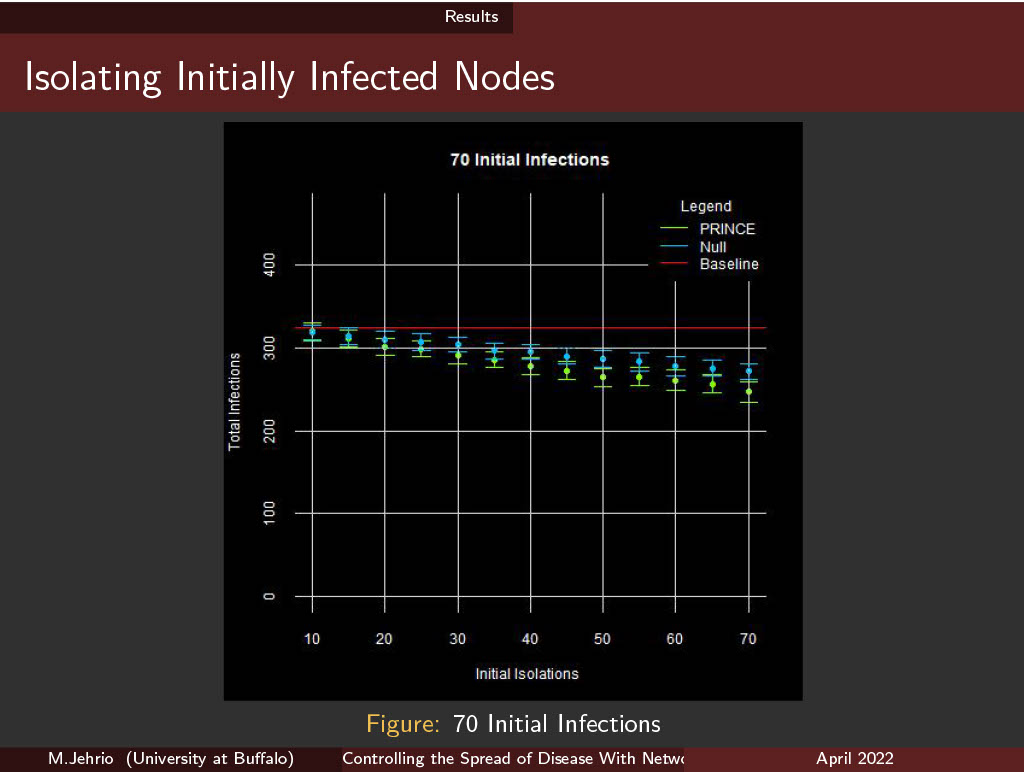 Results
Isolating Initially Infected Nodes
70 Initial Infections
Legend
PRINCE
Null
Baseline
400
300
200
100
0
Total Infections
10 20 30 40 50 60 70
Initial Isolations
Figure: 70 Initial Infections
M.Jehrio (University at Buffalo) Controlling the Spread of Disease With Netwo April 2022